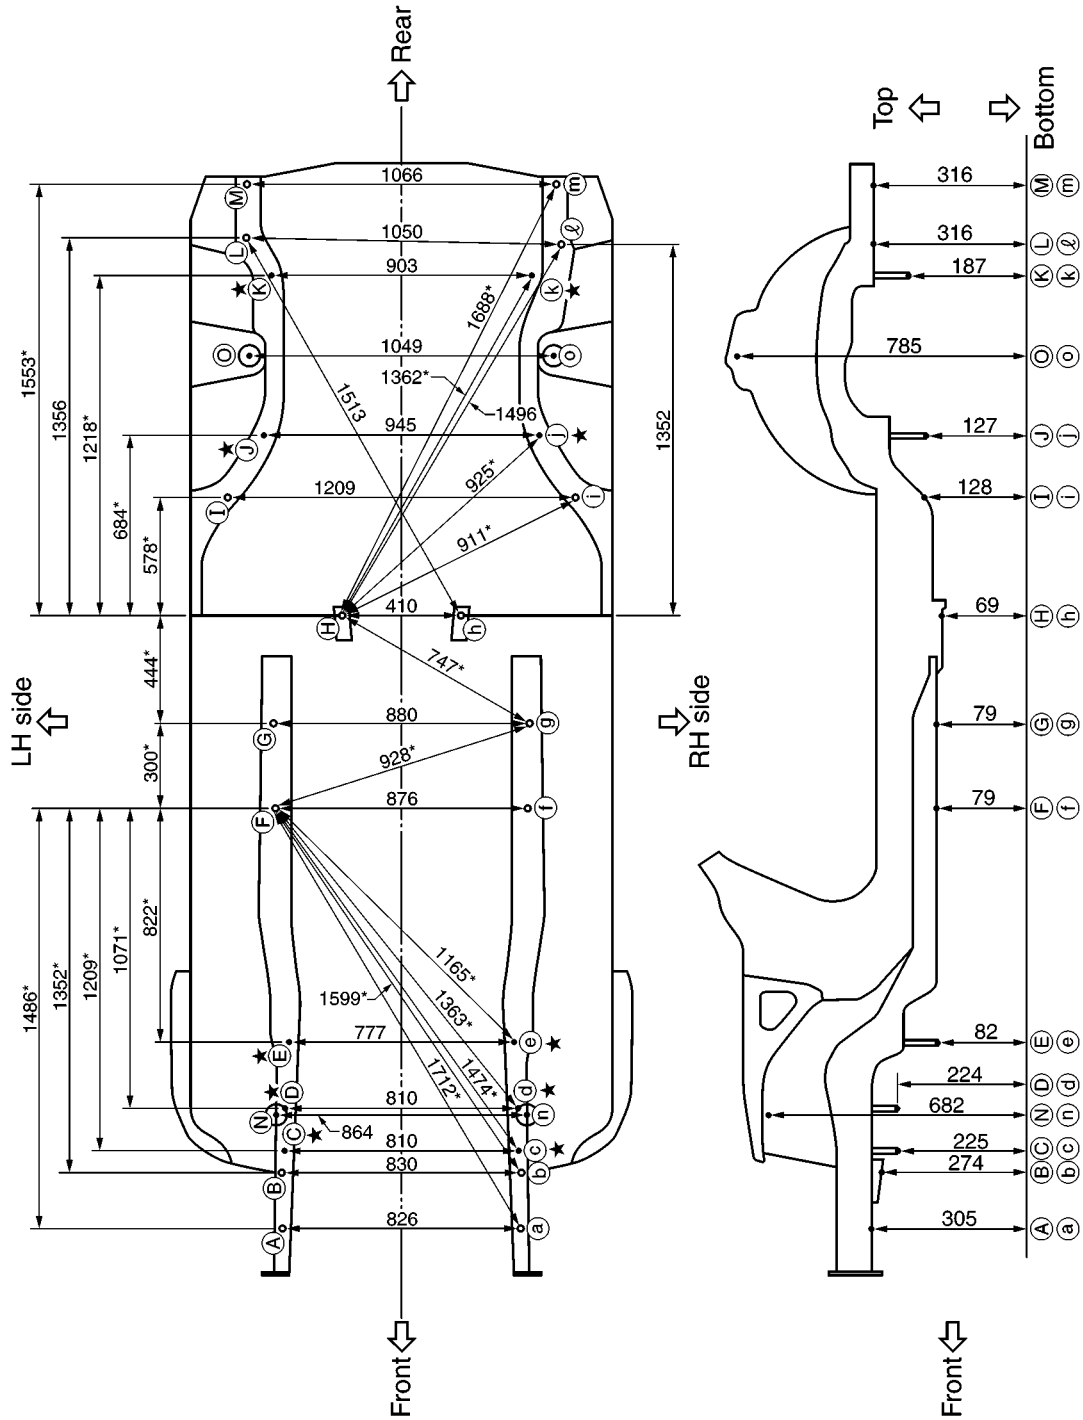 LH side
1486*
1352*
1209*
1071*
822*
300*
444*
578*
684*
1218*
1356
1553*
A
B
C
★
N
D
★
E
★
F
G
H
I
J
★
O
K
★
L
M
Front
826
830
810
864
810
777
876
880
410
1209
945
1049
903
1050
1066
Rear
1712*
1474*
1363*
1599*
1165*
928*
747*
911*
925*
1513
1496
1362*
1688*
a
b
c
★
n
d
★
e
★
f
g
h
i
j
★
o
k
★
ℓ
m
1352
RH side
Top
Front
305
274
225
682
224
82
79
79
69
128
127
785
187
316
316
Bottom
A
B
C
N
D
E
F
G
H
I
J
O
K
L
M
a
b
c
n
d
e
f
g
h
i
j
o
k
ℓ
m